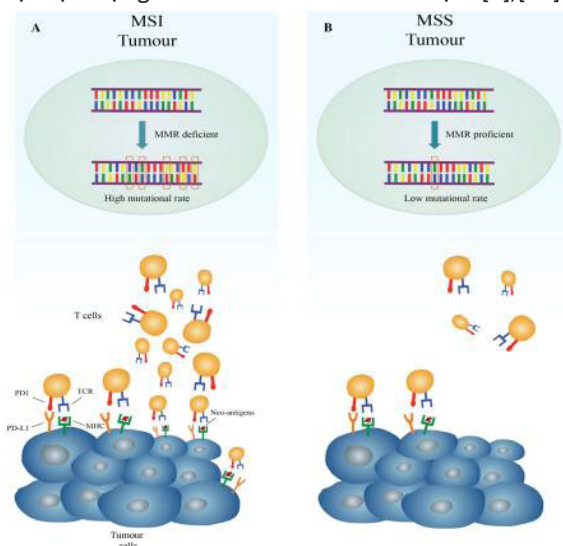 A
MSI
Tumour
MMR deficient
High mutational rate
T cells
PD1
TCR
PD-L1
MHC
Neo-antigens
Tumour
cells
B
MSS
Tumour
MMR proficient
Low mutational rate